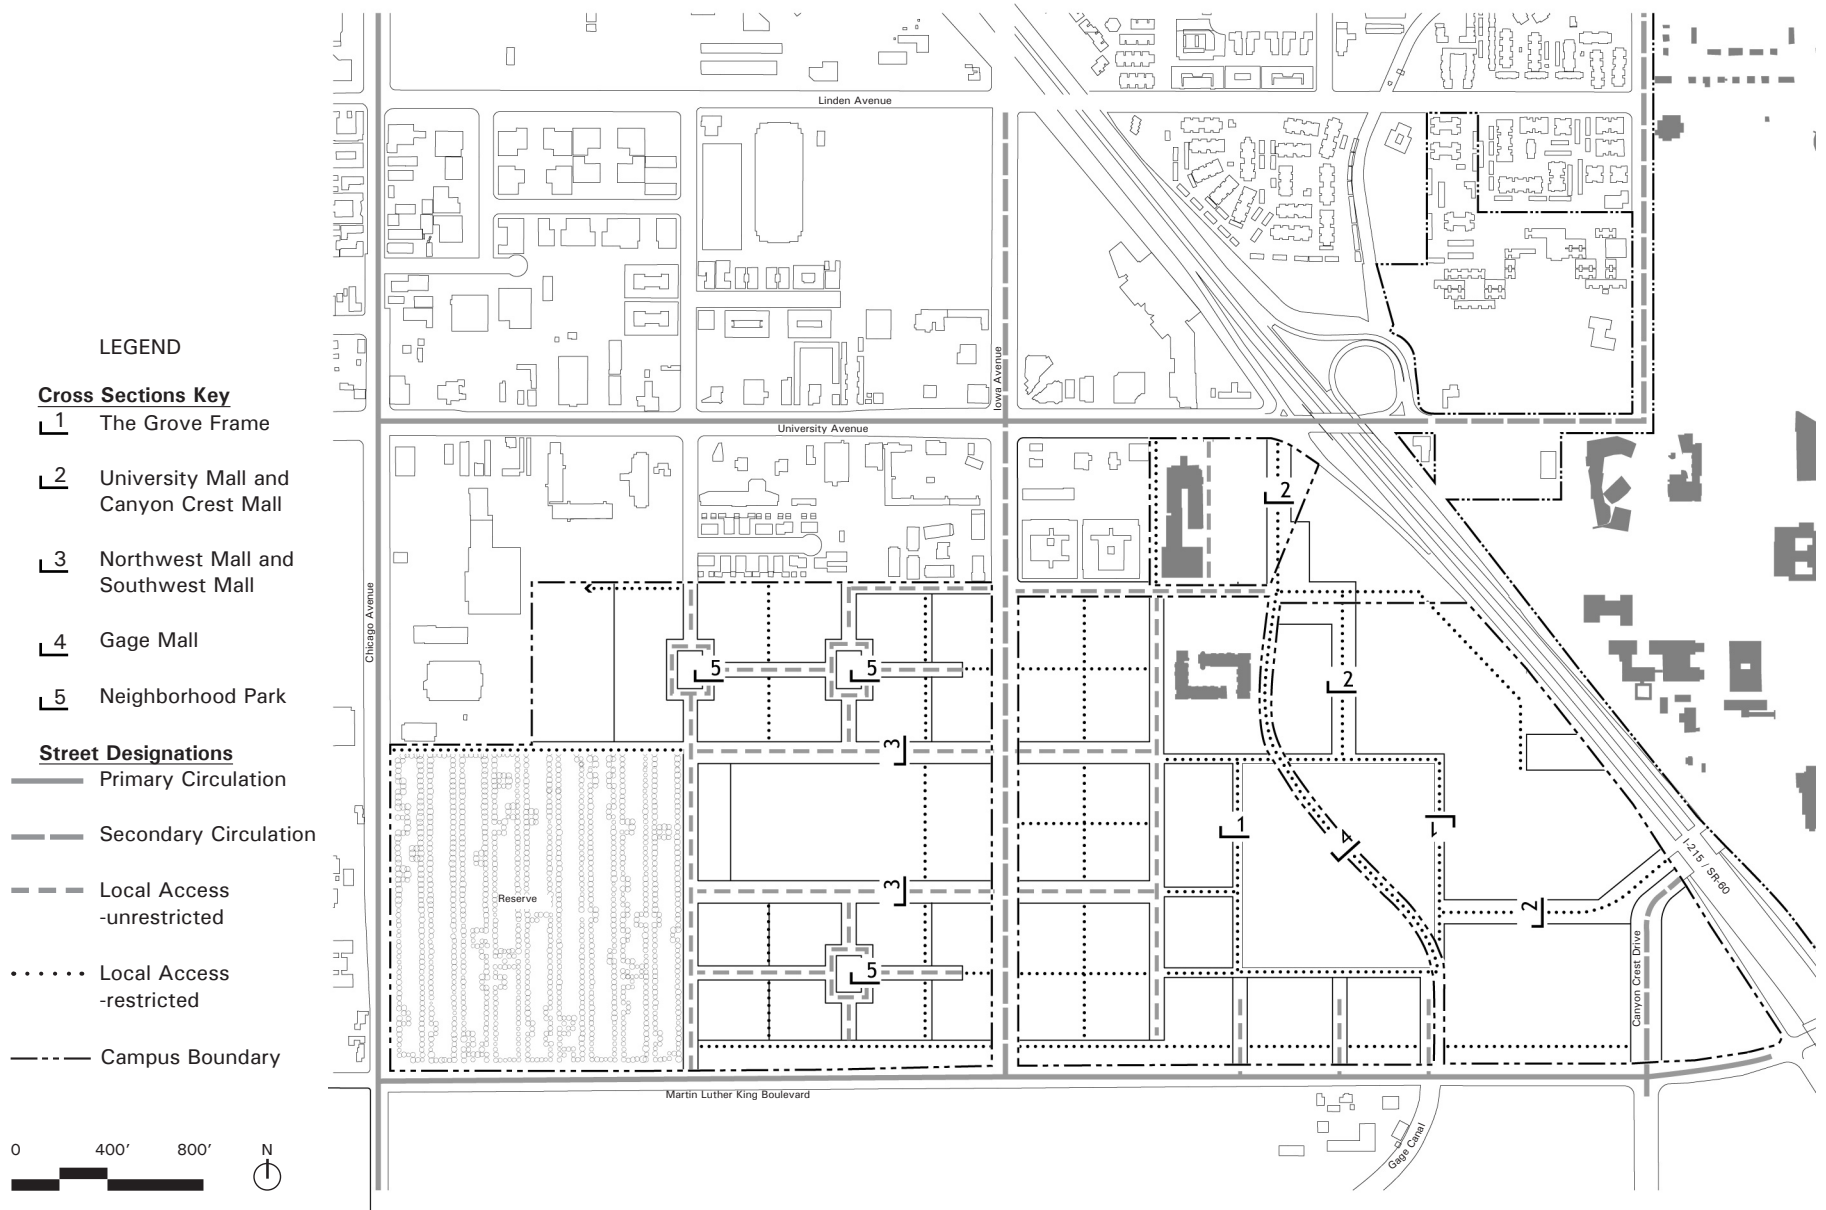 LEGEND
Cross Sections Key
1 The Grove Frame
2 University Mall and
Canyon Crest Mall
3 Northwest Mall and
Southwest Mall
4 Gage Mall
5 Neighborhood Park
Street Designations
Primary Circulation
Secondary Circulation
Local Access
-unrestricted
Local Access
-restricted
Campus Boundary
0 400’ 800’ N
Linden Avenue
Iowa Avenue
University Avenue
Chicago Avenue
2
5
5
2
3
1
4
1
3
2
5
Reserve
I-215 / SR-60
Canyon Crest Drive
Martin Luther King Boulevard
Gage Canal